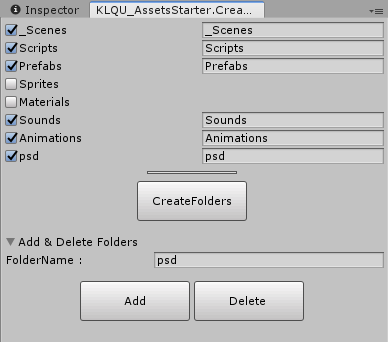 Inspector KLQU_AssetsStarter.Crea...
_Scenes _Scenes
Scripts Scripts
Prefabs Prefabs
Sprites
Materials
Sounds Sounds
Animations Animations
psd psd
CreateFolders
Add & Delete Folders
FolderName : psd
Add Delete